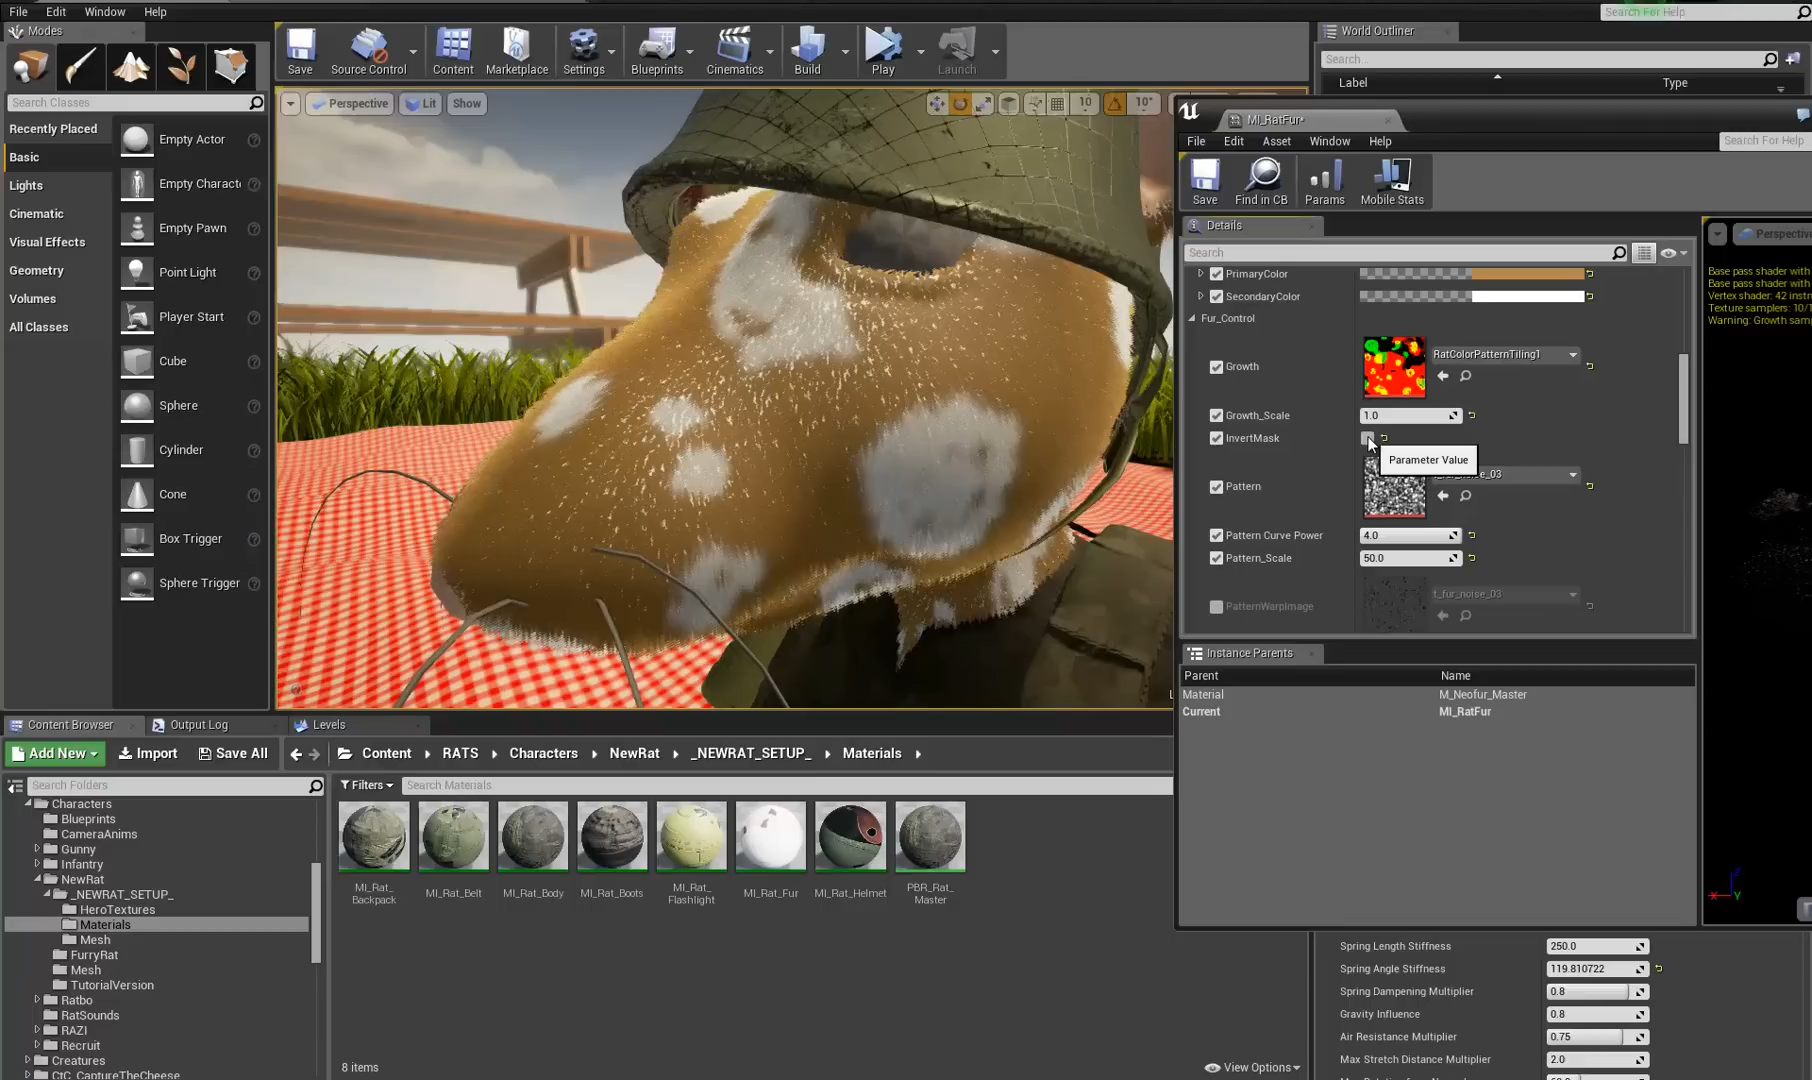 File Edit Window Help
Search For Help
Modes
Save Source Control Content Marketplace Settings Blueprints Cinematics Build Play Launch
World Outliner
Search...
Label Type
Search Classes
Recently Placed
Basic
Lights
Cinematic
Visual Effects
Geometry
Volumes
All Classes
Empty Actor
Empty Charact
Empty Pawn
Point Light
Player Start
Cube
Sphere
Cylinder
Cone
Box Trigger
Sphere Trigger
Perspective Lit Show
10 10°
MI_RatFur*
File Edit Asset Window Help
Search For Help
Save Find in CB Params Mobile Stats
Details
Search
PrimaryColor
SecondaryColor
Fur_Control
Growth RatColorPatternTiling1
Growth_Scale 1.0
InvertMask
Parameter Value
Pattern
Pattern Curve Power 4.0
Pattern_Scale 50.0
PatternWarpImage t_fur_noise_03
Perspective
Base pass shader with
Base pass shader with
Vertex shader: 42 instr
Texture samplers: 10/1
Warning: Growth sam
X Y
Instance Parents
Parent Name
Material M_Neofur_Master
Current MI_RatFur
Content Browser Output Log Levels
Add New Import Save All
Content RATS Characters NewRat _NEWRAT_SETUP_ Materials
Search Folders
Filters Search Materials
Characters
Blueprints
CameraAnims
Gunny
Infantry
NewRat
_NEWRAT_SETUP_
HeroTextures
Materials
Mesh
FurryRat
Mesh
TutorialVersion
Ratbo
RatSounds
RAZI
Recruit
Creatures
CtC_CaptureTheCheese
MI_Rat_
Backpack
MI_Rat_Belt
MI_Rat_Body
MI_Rat_Boots
MI_Rat_
Flashlight
MI_Rat_Fur
MI_Rat_Helmet
PBR_Rat_
Master
8 items
View Options
Spring Length Stiffness 250.0
Spring Angle Stiffness 119.810722
Spring Dampening Multiplier 0.8
Gravity Influence 0.8
Air Resistance Multiplier 0.75
Max Stretch Distance Multiplier 2.0